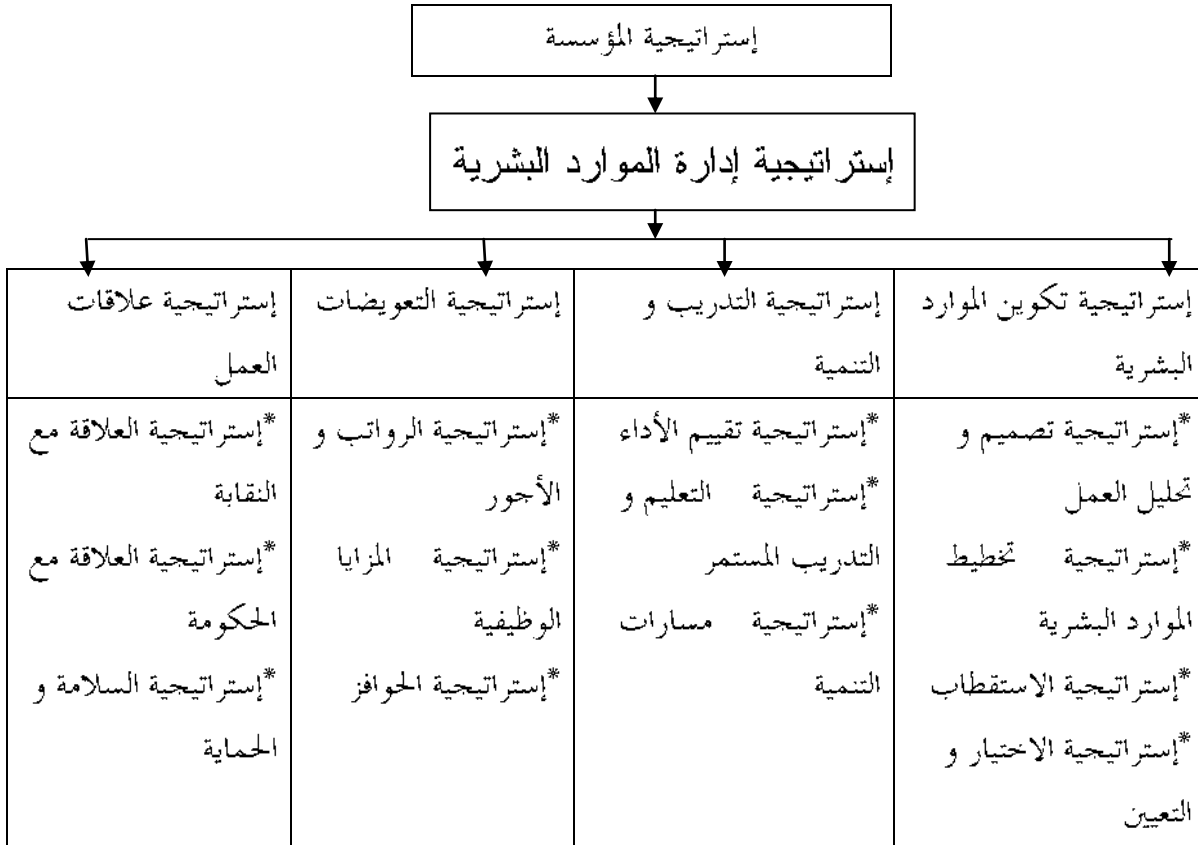 إستراتيجية المؤسسة
إستراتيجية إدارة الموارد البشرية
إستراتيجية تكوين الموارد
البشرية
إستراتيجية التدريب و
التنمية
إستراتيجية التعويضات
إستراتيجية علاقات
العمل
*إستراتيجية تصميم و
تحليل العمل
*إستراتيجية تخطيط
الموارد البشرية
*إستراتيجية الاستقطاب
*إستراتيجية الاختيار و
التعيين
*إستراتيجية تقييم الأداء
*إستراتيجية التعليم و
التدريب المستمر
*إستراتيجية مسارات
التنمية
*إستراتيجية الرواتب و
الأجور
*إستراتيجية المزايا
الوظيفية
*إستراتيجية الحوافز
*إستراتيجية العلاقة مع
النقابة
*إستراتيجية العلاقة مع
الحكومة
*إستراتيجية السلامة و
الحماية